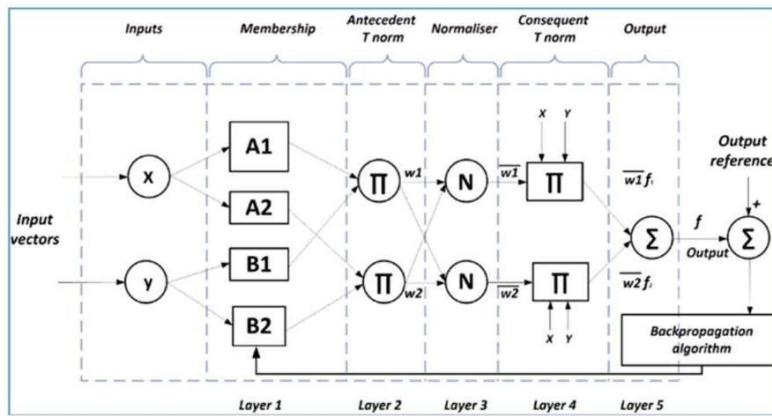 Inputs
Membership
Antecedent
T norm
Normaliser
Consequent
T norm
Output
X Y
Output
reference
A1
x
w1
w1
w1 f₁
A2
Π
N
Π
+
Input
vectors
f
Σ
Σ
Output
B1
y
w2
w2
w2 f₂
B2
Π
N
Π
X Y
Backpropagation
algorithm
Layer 1
Layer 2
Layer 3
Layer 4
Layer 5